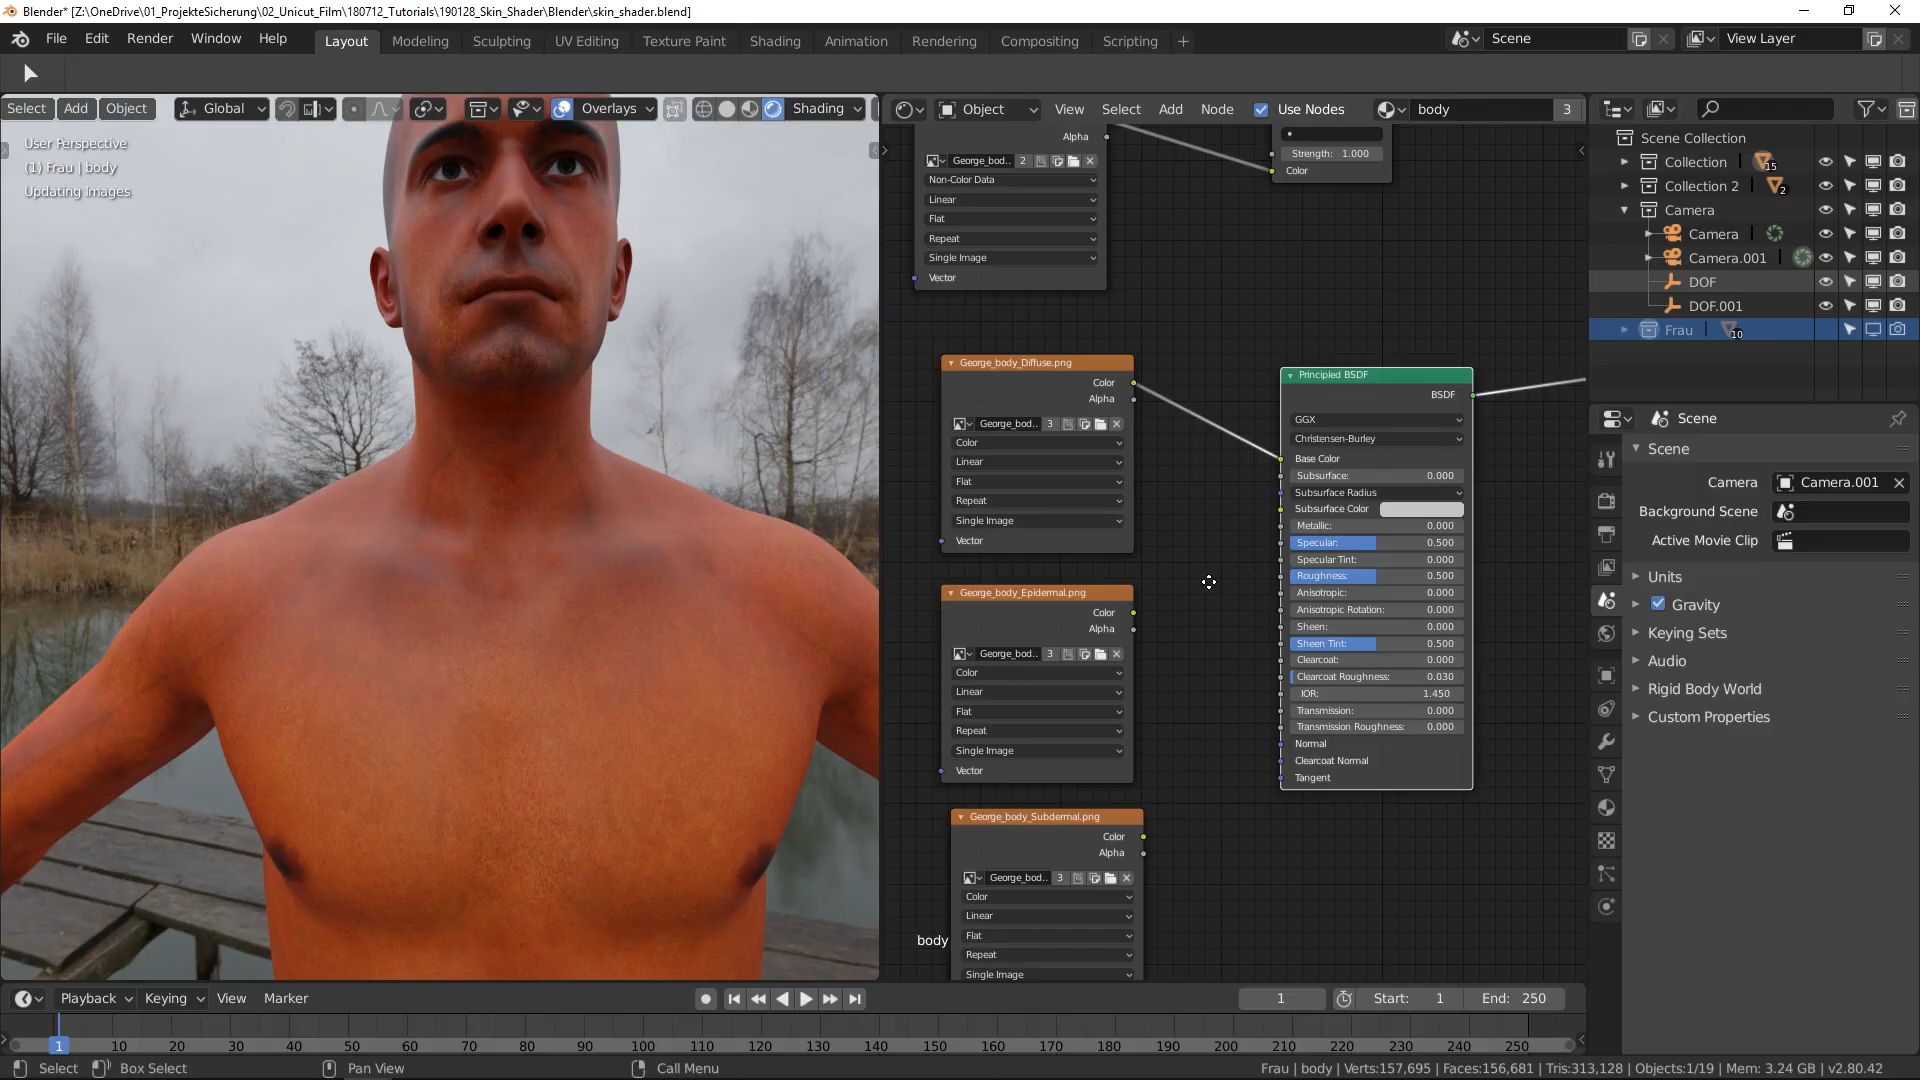 Blender* [Z:\OneDrive\01_ProjekteSicherung\02_Unicut_Film\180712_Tutorials\190128_Skin_Shader\Blender\skin_shader.blend]
File Edit Render Window Help Layout Modeling Sculpting UV Editing Texture Paint Shading Animation Rendering Compositing Scripting + Scene View Layer
Select Add Object Global Overlays Shading Object View Select Add Node Use Nodes body 3
User Perspective
(1) Frau | body
Updating Images
Alpha
George_bod.. 2
Non-Color Data
Linear
Flat
Repeat
Single Image
Vector
Strength: 1.000
Color
George_body_Diffuse.png
Color
Alpha
George_bod.. 3
Color
Linear
Flat
Repeat
Single Image
Vector
George_body_Epidermal.png
Color
Alpha
George_bod.. 3
Color
Linear
Flat
Repeat
Single Image
Vector
George_body_Subdermal.png
Color
Alpha
George_bod.. 3
Color
Linear
Flat
Repeat
Single Image
body
Principled BSDF
BSDF
GGX
Christensen-Burley
Base Color
Subsurface: 0.000
Subsurface Radius
Subsurface Color
Metallic: 0.000
Specular: 0.500
Specular Tint: 0.000
Roughness: 0.500
Anisotropic: 0.000
Anisotropic Rotation: 0.000
Sheen: 0.000
Sheen Tint: 0.500
Clearcoat: 0.000
Clearcoat Roughness: 0.030
IOR: 1.450
Transmission: 0.000
Transmission Roughness: 0.000
Normal
Clearcoat Normal
Tangent
Scene Collection
Collection 15
Collection 2 2
Camera
Camera
Camera.001
DOF
DOF.001
Frau 10
Scene
Scene
Camera Camera.001
Background Scene
Active Movie Clip
Units
Gravity
Keying Sets
Audio
Rigid Body World
Custom Properties
Playback Keying View Marker 1 Start: 1 End: 250
1 10 20 30 40 50 60 70 80 90 100 110 120 130 140 150 160 170 180 190 200 210 220 230 240 250
Select Box Select Pan View Call Menu Frau | body | Verts:157,695 | Faces:156,681 | Tris:313,128 | Objects:1/19 | Mem: 3.24 GB | v2.80.42